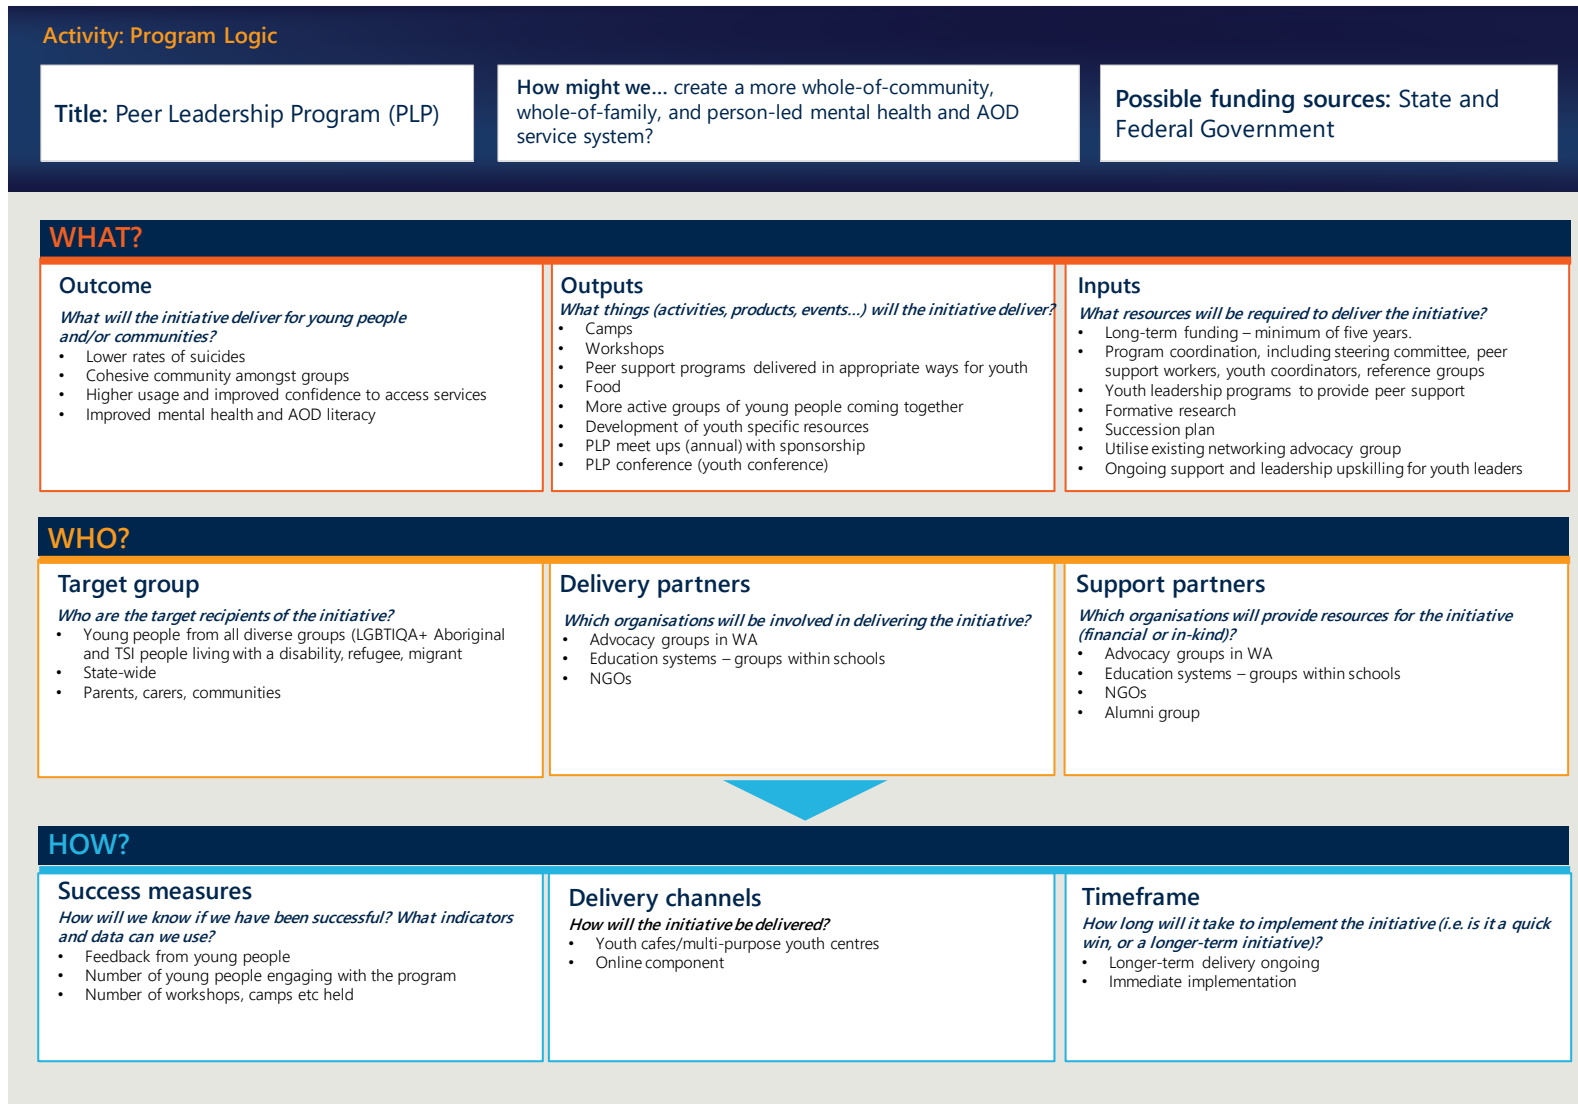 Activity: Program Logic
Title: Peer Leadership Program (PLP)
How might we... create a more whole-of-community,
whole-of-family, and person-led mental health and AOD
service system?
Possible funding sources: State and
Federal Government
WHAT?
Outcome
What will the initiative deliver for young people
and/or communities?
• Lower rates of suicides
• Cohesive community amongst groups
• Higher usage and improved confidence to access services
• Improved mental health and AOD literacy
Outputs
What things (activities, products, events...) will the initiative deliver?
• Camps
• Workshops
• Peer support programs delivered in appropriate ways for youth
• Food
• More active groups of young people coming together
• Development of youth specific resources
• PLP meet ups (annual) with sponsorship
• PLP conference (youth conference)
Inputs
What resources will be required to deliver the initiative?
• Long-term funding – minimum of five years.
• Program coordination, including steering committee, peer
support workers, youth coordinators, reference groups
• Youth leadership programs to provide peer support
• Formative research
• Succession plan
• Utilise existing networking advocacy group
• Ongoing support and leadership upskilling for youth leaders
WHO?
Target group
Who are the target recipients of the initiative?
• Young people from all diverse groups (LGBTIQA+ Aboriginal
and TSI people living with a disability, refugee, migrant
• State-wide
• Parents, carers, communities
Delivery partners
Which organisations will be involved in delivering the initiative?
• Advocacy groups in WA
• Education systems – groups within schools
• NGOs
Support partners
Which organisations will provide resources for the initiative
(financial or in-kind)?
• Advocacy groups in WA
• Education systems – groups within schools
• NGOs
• Alumni group
HOW?
Success measures
How will we know if we have been successful? What indicators
and data can we use?
• Feedback from young people
• Number of young people engaging with the program
• Number of workshops, camps etc held
Delivery channels
How will the initiative be delivered?
• Youth cafes/multi-purpose youth centres
• Online component
Timeframe
How long will it take to implement the initiative (i.e. is it a quick
win, or a longer-term initiative)?
• Longer-term delivery ongoing
• Immediate implementation